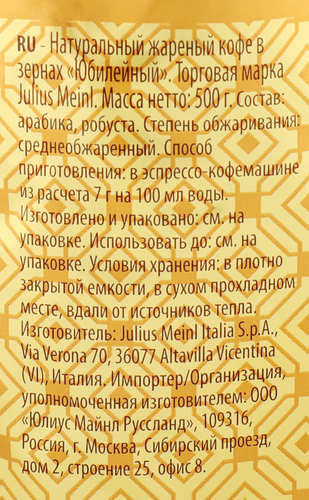 RU - Натуральный жареный кофе в
зернах «Юбилейный». Торговая марка
Julius Meinl. Масса нетто: 500 г. Состав:
арабика, робуста. Степень обжаривания:
среднеобжаренный. Способ
приготовления: в эспрессо-кофемашине
из расчета 7 г на 100 мл воды.
Изготовлено и упаковано: см. на
упаковке. Использовать до: см. на
упаковке. Условия хранения: в плотно
закрытой емкости, в сухом прохладном
месте, вдали от источников тепла.
Изготовитель: Julius Meinl Italia S.p.A.,
Via Verona 70, 36077 Altavilla Vicentina
(VI), Италия. Импортер/Организация,
уполномоченная изготовителем: ООО
«Юлиус Майнл Руссланд», 109316,
Россия, г. Москва, Сибирский проезд,
дом 2, строение 25, офис 8.